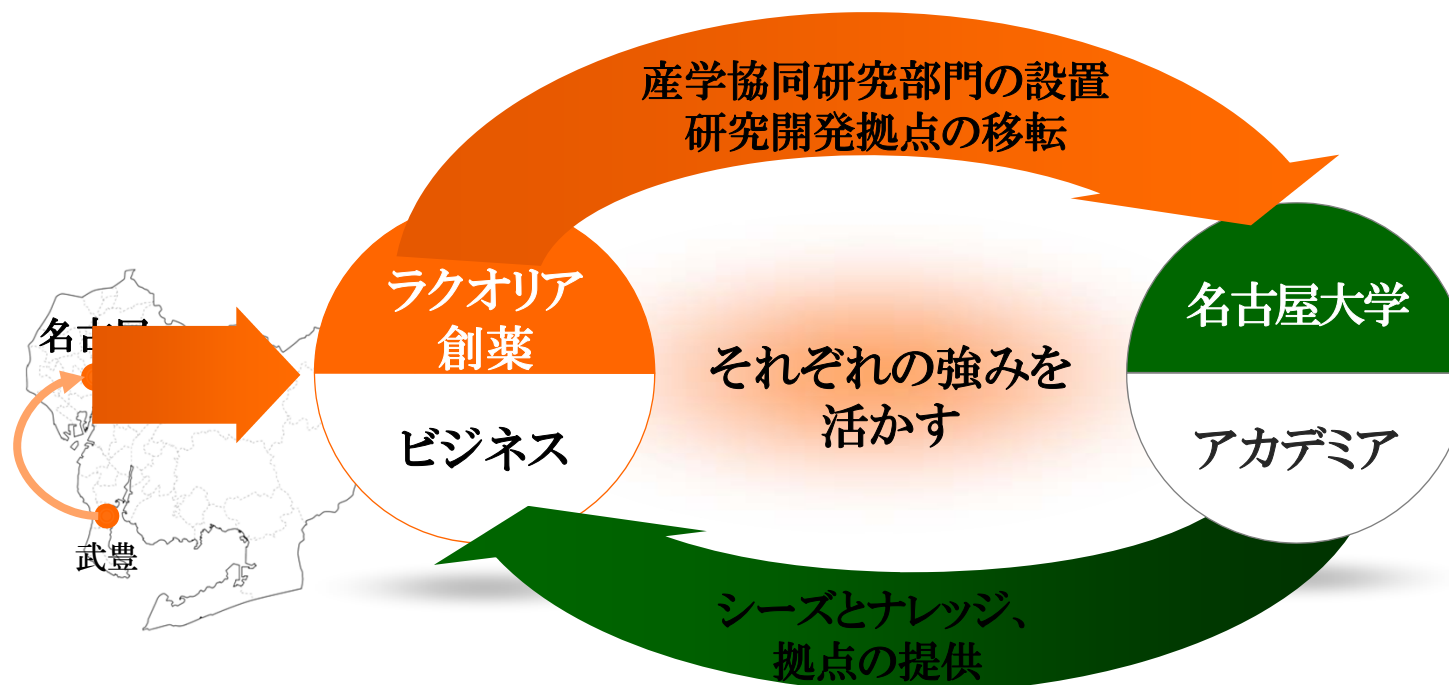 産学協同研究部門の設置
研究開発拠点の移転
ラクオリア
創薬
ビジネス
名古屋大学
アカデミア
それぞれの強みを
活かす
名古屋
武豊
シーズとナレッジ、
拠点の提供